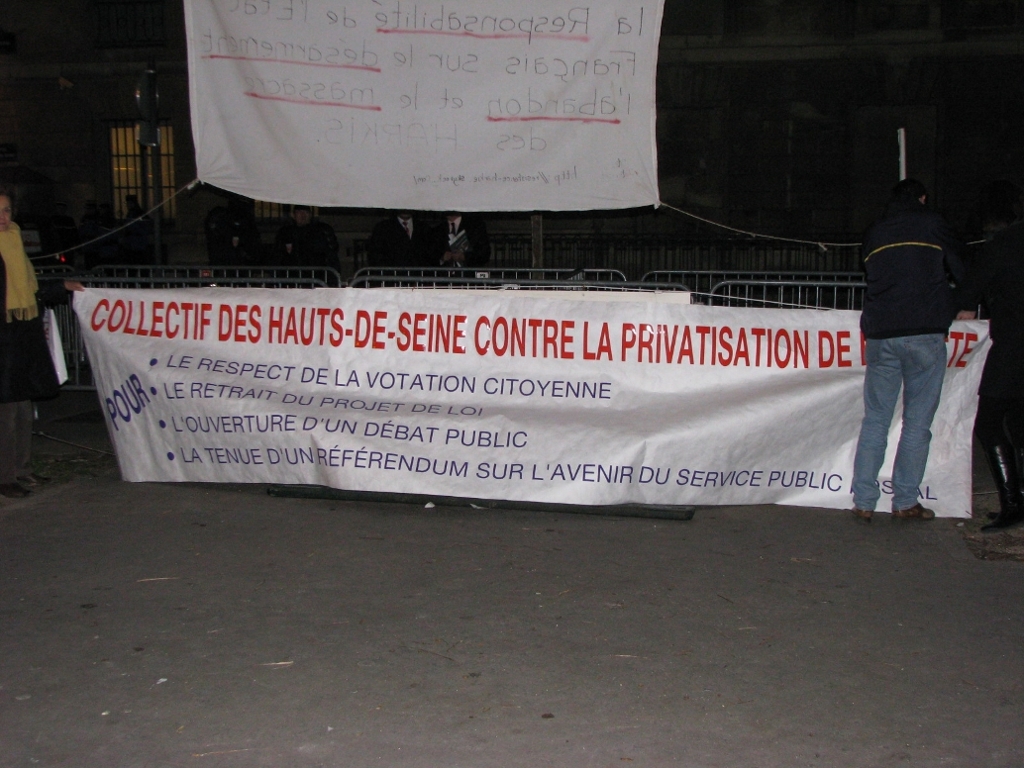 la Responsabilité de l'Etat
Français sur le désarmement
l'abandon et le massacre
des HARKIS.
COLLECTIF DES HAUTS-DE-SEINE CONTRE LA PRIVATISATION DE
POUR
• LE RESPECT DE LA VOTATION CITOYENNE
• LE RETRAIT DU PROJET DE LOI
• L'OUVERTURE D'UN DÉBAT PUBLIC
• LA TENUE D'UN RÉFÉRENDUM SUR L'AVENIR DU SERVICE PUBLIC